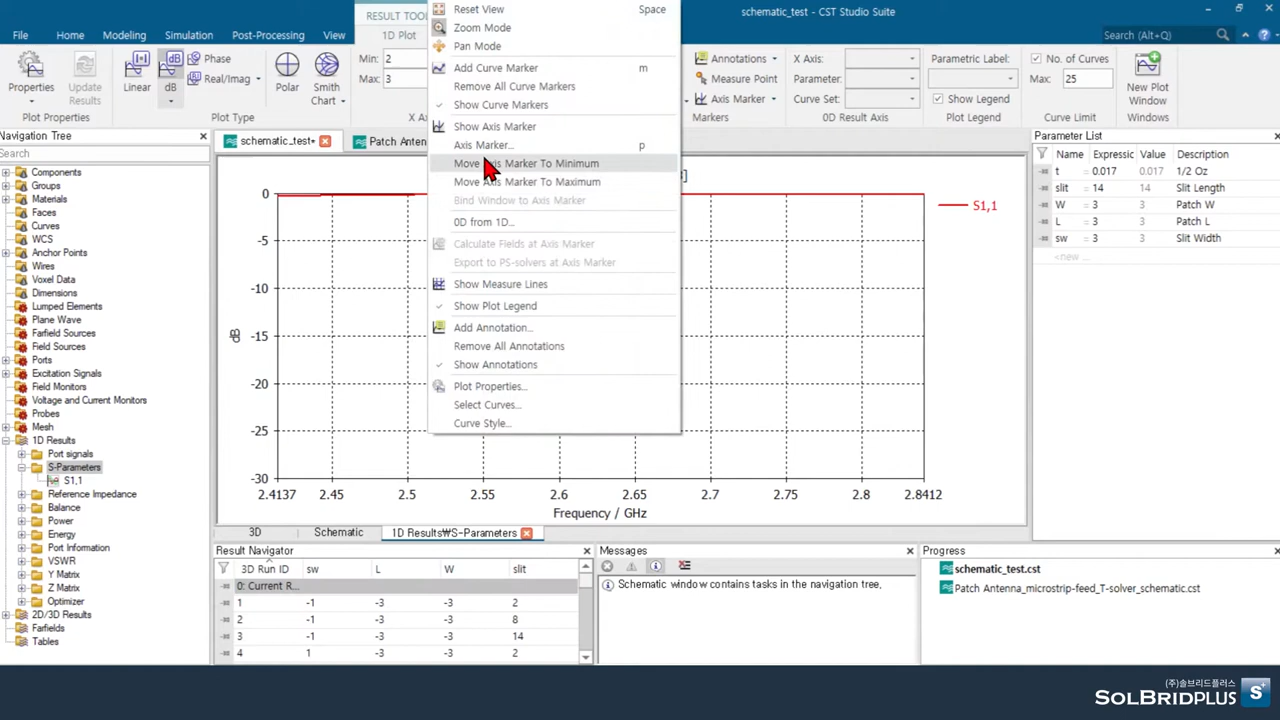 RESULT TOOL
schematic_test - CST Studio Suite
File
Home
Modeling
Simulation
Post-Processing
View
1D Plot
Search (Alt+Q)
Properties
Update
Results
Plot Properties
Linear
dB
Phase
Real/Imag
Polar
Smith
Chart
Min: 2
Max: 3
X A
Annotations
Measure Point
Axis Marker
Markers
X Axis:
Parameter:
Curve Set:
0D Result Axis
Parametric Label:
Show Legend
Plot Legend
No. of Curves
Max: 25
Curve Limit
New Plot
Window
Reset View Space
Zoom Mode
Pan Mode
Add Curve Marker m
Remove All Curve Markers
Show Curve Markers
Show Axis Marker
Axis Marker... p
Move Axis Marker To Minimum
Move Axis Marker To Maximum
Bind Window to Axis Marker
0D from 1D...
Calculate Fields at Axis Marker
Export to PS-solvers at Axis Marker
Show Measure Lines
Show Plot Legend
Add Annotation...
Remove All Annotations
Show Annotations
Plot Properties...
Select Curves...
Curve Style...
Navigation Tree
Search
Components
Groups
Materials
Faces
Curves
WCS
Anchor Points
Wires
Voxel Data
Dimensions
Lumped Elements
Plane Wave
Farfield Sources
Field Sources
Ports
Excitation Signals
Field Monitors
Voltage and Current Monitors
Probes
Mesh
1D Results
Port signals
S-Parameters
S1,1
Reference Impedance
Balance
Power
Energy
Port Information
VSWR
Y Matrix
Z Matrix
Optimizer
2D/3D Results
Farfields
Tables
schematic_test*
Patch Anten
]
0
-5
-10
-15
-20
-25
-30
dB
2.4137 2.45 2.5 2.55 2.6 2.65 2.7 2.75 2.8 2.8412
Frequency / GHz
S1,1
3D
Schematic
1D Results₩S-Parameters
Parameter List
Name Expressic Value Description
t = 0.017 0.017 1/2 Oz
slit = 14 14 Slit Length
W = 3 3 Patch W
L = 3 3 Patch L
sw = 3 3 Slit Width
<new ...
Result Navigator
3D Run ID sw L W slit
0: Current R...
1 -1 -3 -3 2
2 -1 -3 -3 8
3 -1 -3 -3 14
4 1 -3 -3 2
Messages
Schematic window contains tasks in the navigation tree.
Progress
schematic_test.cst
Patch Antenna_microstrip-feed_T-solver_schematic.cst
(주)솔브리드플러스
SOLBRIDPLUS
S+